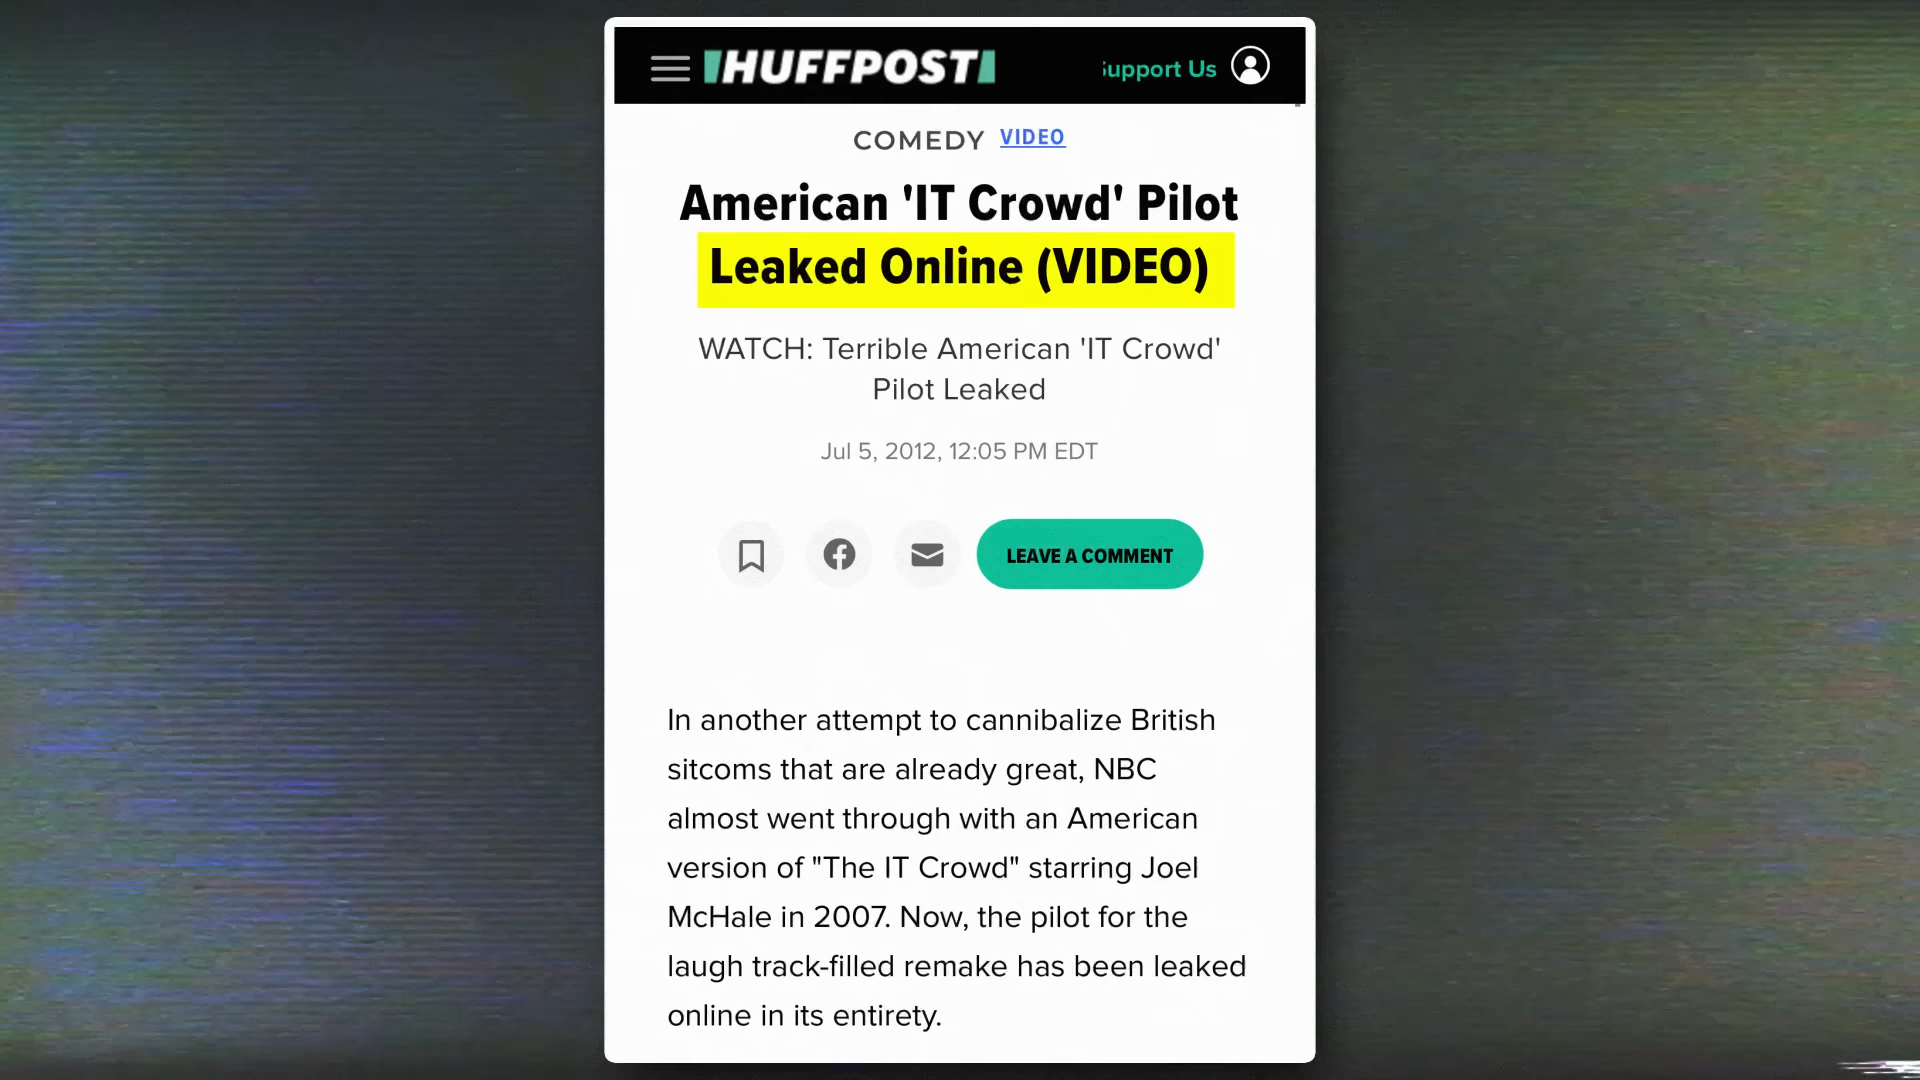 HUFFPOST
Support Us
COMEDY VIDEO
American 'IT Crowd' Pilot
Leaked Online (VIDEO)
WATCH: Terrible American 'IT Crowd'
Pilot Leaked
Jul 5, 2012, 12:05 PM EDT
LEAVE A COMMENT
In another attempt to cannibalize British
sitcoms that are already great, NBC
almost went through with an American
version of "The IT Crowd" starring Joel
McHale in 2007. Now, the pilot for the
laugh track-filled remake has been leaked
online in its entirety.